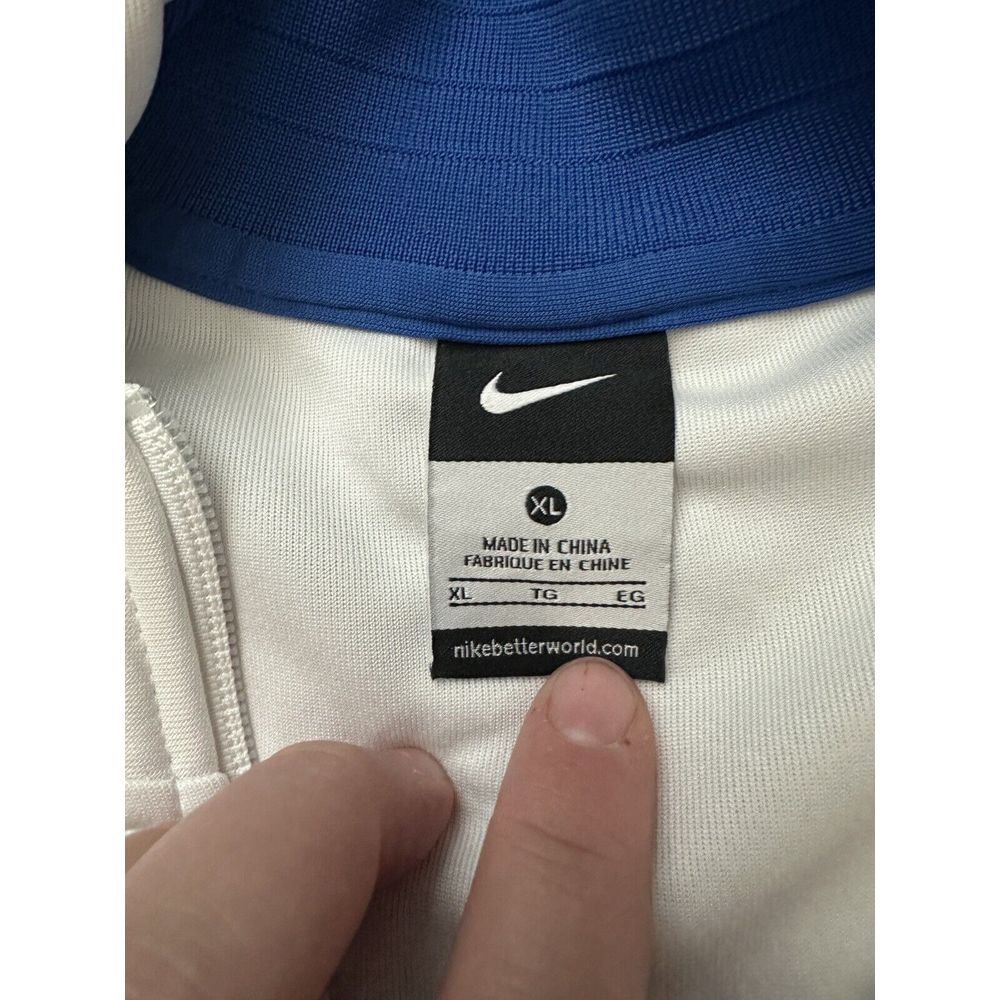 XL
MADE IN CHINA
FABRIQUE EN CHINE
XL TG EG
nikebetterworld.com